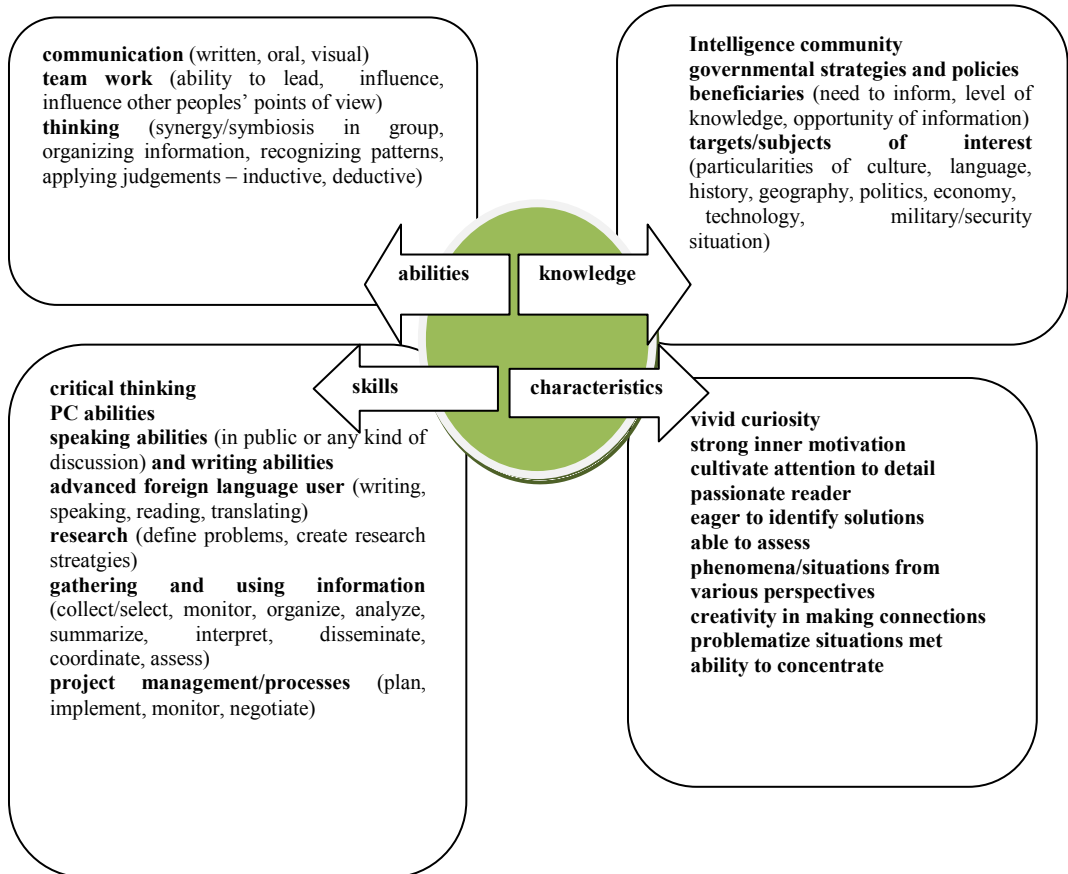 communication (written, oral, visual)
team work (ability to lead, influence,
influence other peoples’ points of view)
thinking (synergy/symbiosis in group,
organizing information, recognizing patterns,
applying judgements – inductive, deductive)
Intelligence community
governmental strategies and policies
beneficiaries (need to inform, level of
knowledge, opportunity of information)
targets/subjects of interest
(particularities of culture, language,
history, geography, politics, economy,
technology, military/security
situation)
abilities
knowledge
skills
characteristics
critical thinking
PC abilities
speaking abilities (in public or any kind of
discussion) and writing abilities
advanced foreign language user (writing,
speaking, reading, translating)
research (define problems, create research
streatgies)
gathering and using information
(collect/select, monitor, organize, analyze,
summarize, interpret, disseminate,
coordinate, assess)
project management/processes (plan,
implement, monitor, negotiate)
vivid curiosity
strong inner motivation
cultivate attention to detail
passionate reader
eager to identify solutions
able to assess
phenomena/situations from
various perspectives
creativity in making connections
problematize situations met
ability to concentrate